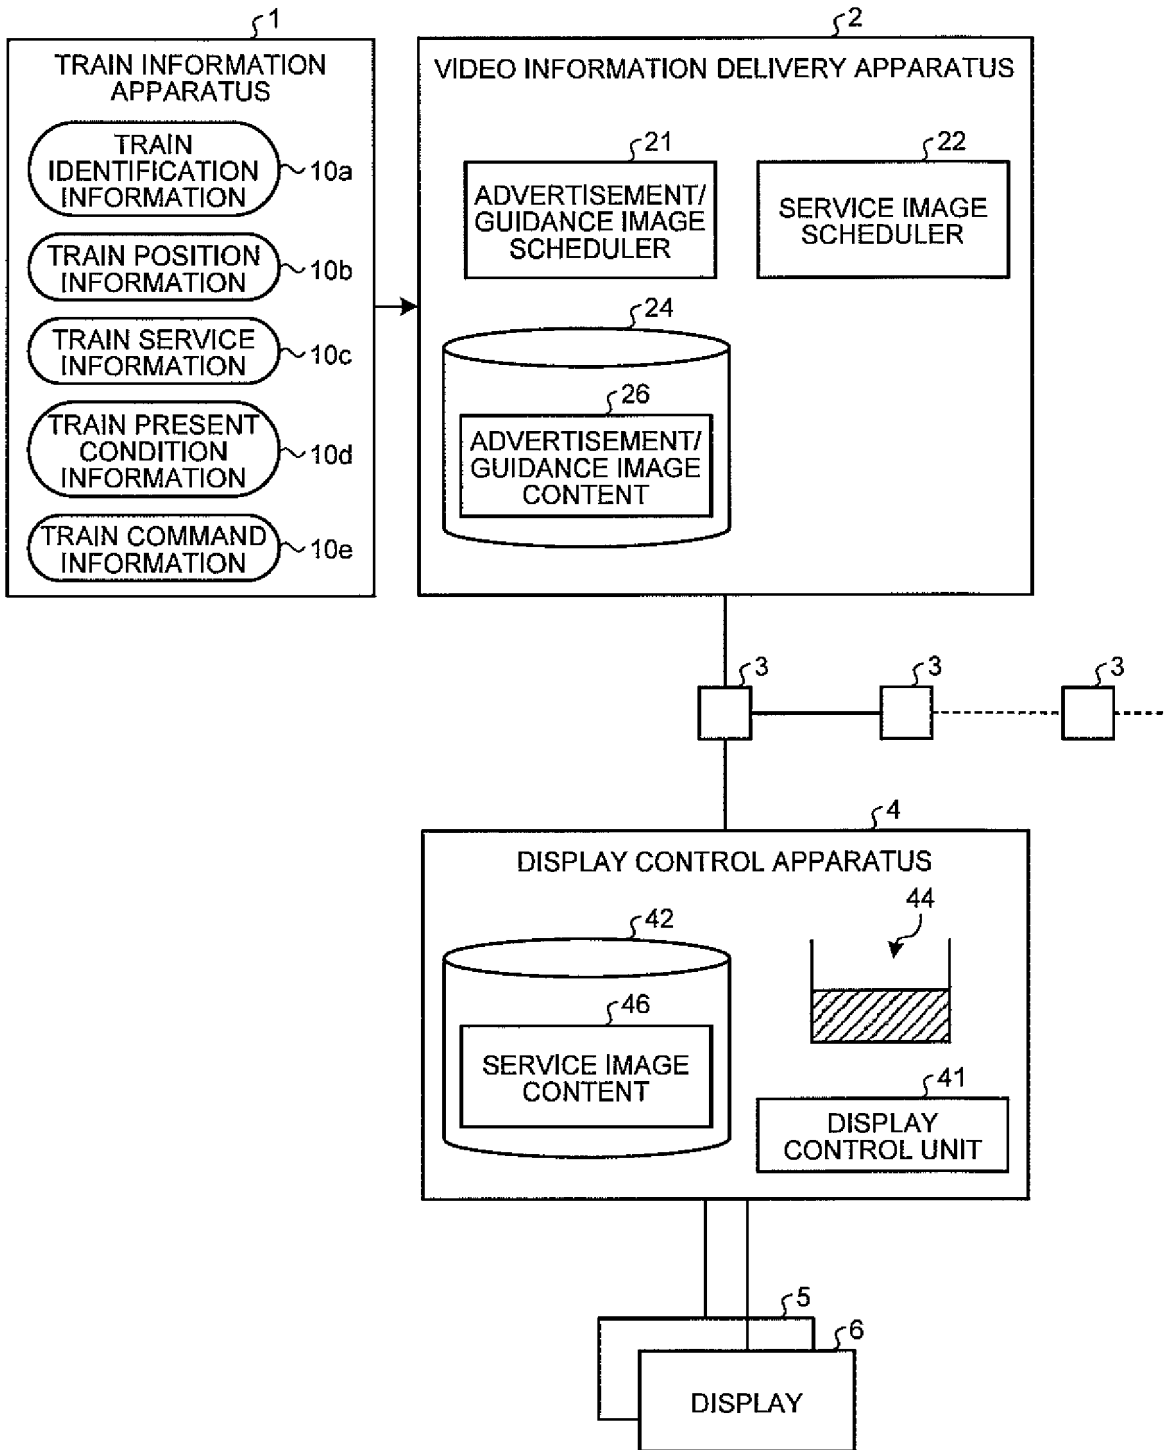 1
TRAIN INFORMATION
APPARATUS
TRAIN
IDENTIFICATION
INFORMATION
10a
TRAIN POSITION
INFORMATION
10b
TRAIN SERVICE
INFORMATION
10c
TRAIN PRESENT
CONDITION
INFORMATION
10d
TRAIN COMMAND
INFORMATION
10e
2
VIDEO INFORMATION DELIVERY APPARATUS
21
ADVERTISEMENT/
GUIDANCE IMAGE
SCHEDULER
22
SERVICE IMAGE
SCHEDULER
24
26
ADVERTISEMENT/
GUIDANCE IMAGE
CONTENT
3
3
3
4
DISPLAY CONTROL APPARATUS
42
46
SERVICE IMAGE
CONTENT
44
41
DISPLAY
CONTROL UNIT
5
6
DISPLAY